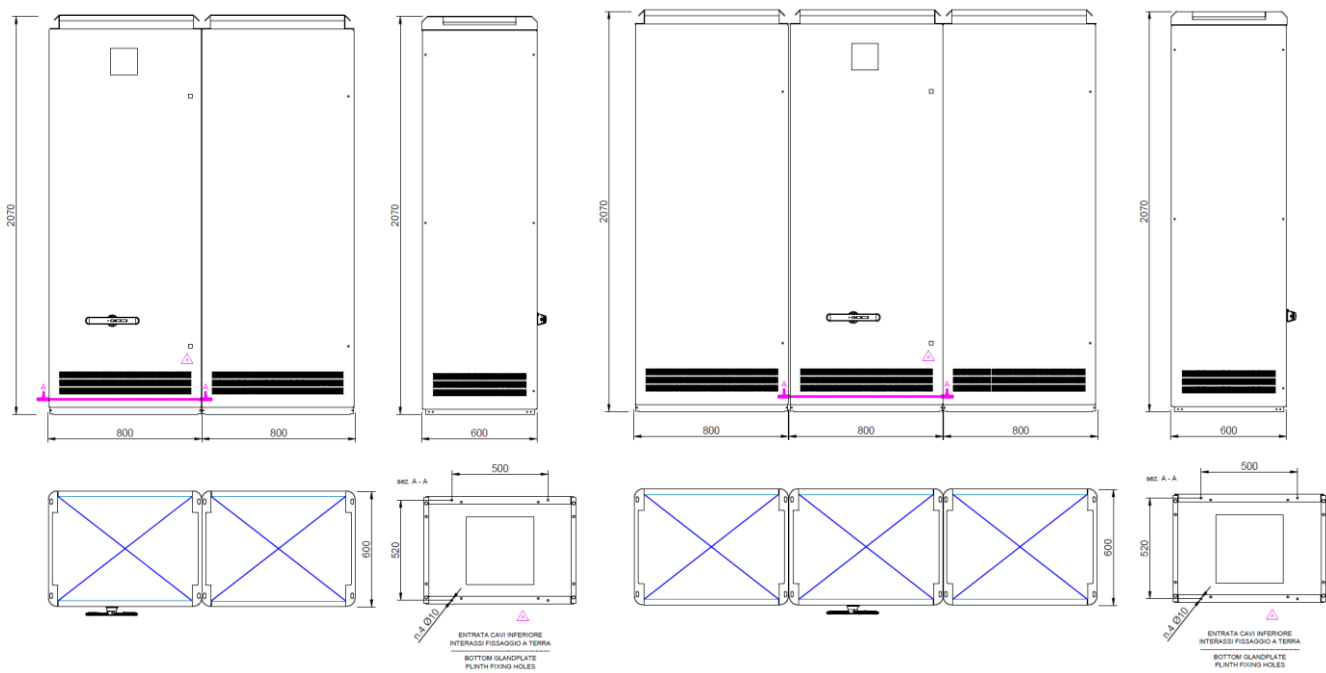 2070
A
A
800
800
2070
600
2070
A
A
800
800
800
2070
600
600
sez. A - A
500
520
n.4 Ø10
ENTRATA CAVI INFERIORE
INTERASSI FISSAGGIO A TERRA
BOTTOM GLANDPLATE
PLINTH FIXING HOLES
600
sez. A - A
500
520
n.4 Ø10
ENTRATA CAVI INFERIORE
INTERASSI FISSAGGIO A TERRA
BOTTOM GLANDPLATE
PLINTH FIXING HOLES